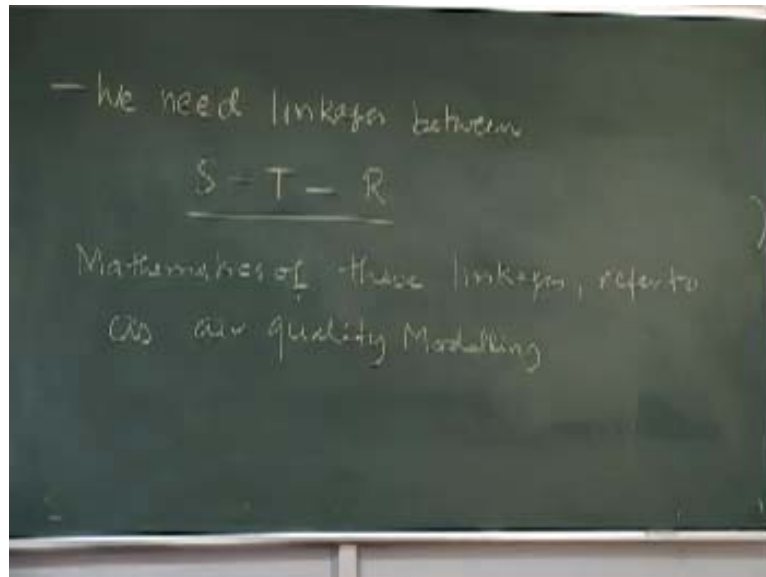 - We need linkages between
S - T - R
Mathematics of these linkages, refer to
as air quality Modelling